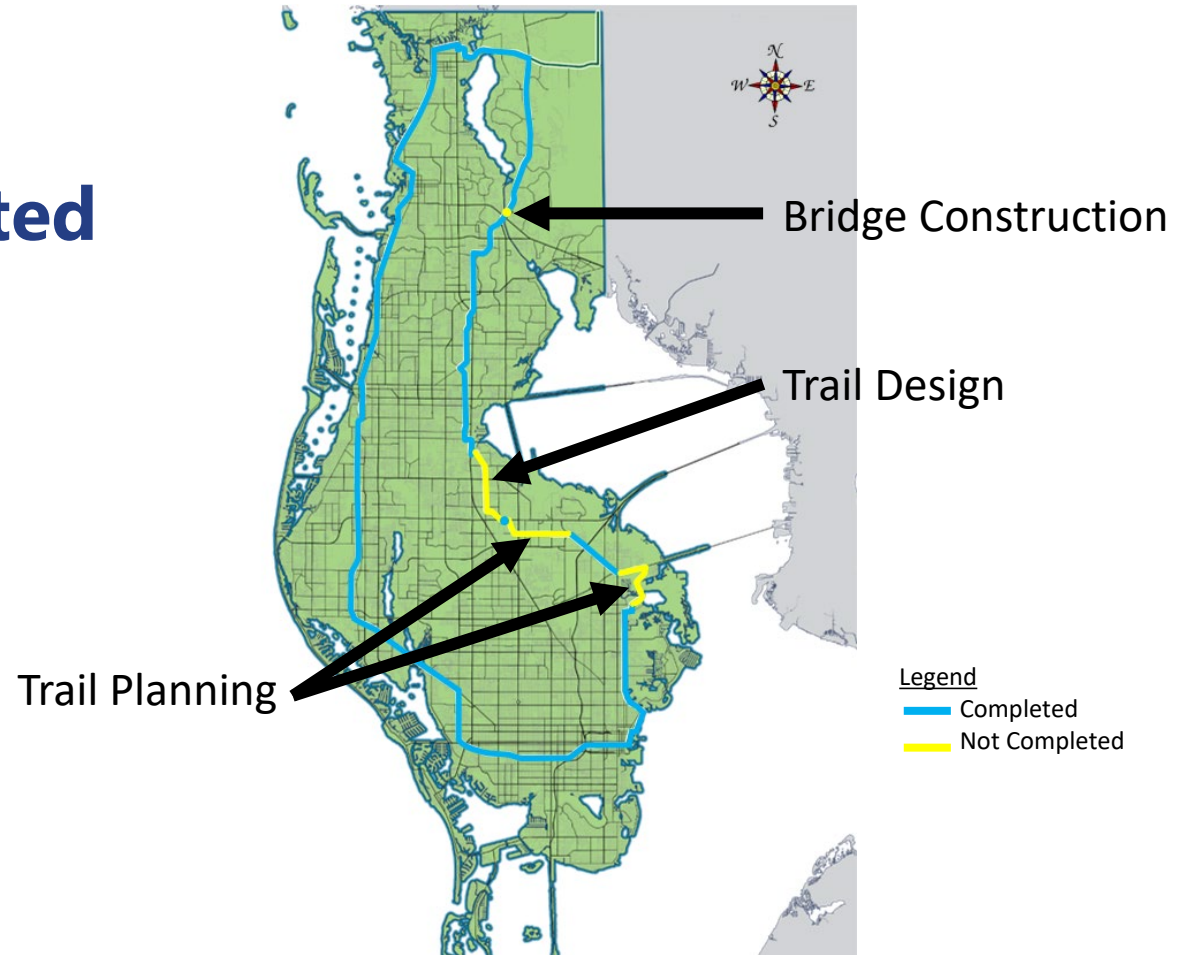 N
W E
S
ted
Bridge Construction
Trail Design
Trail Planning
Legend
Completed
Not Completed